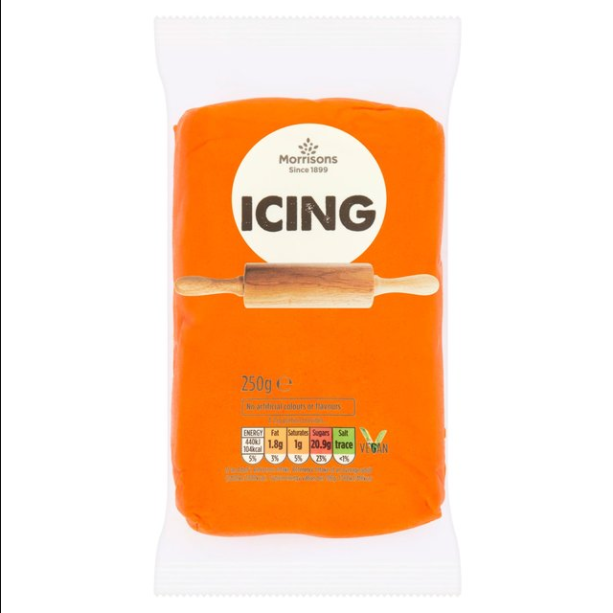 Morrisons
Since 1899
ICING
250g ℮
No artificial colours or flavours
ENERGY Fat Saturates Sugars Salt
440kJ
104kcal 1.8g 1g 20.9g trace
5% 3% 5% 23% <1%
VEGAN